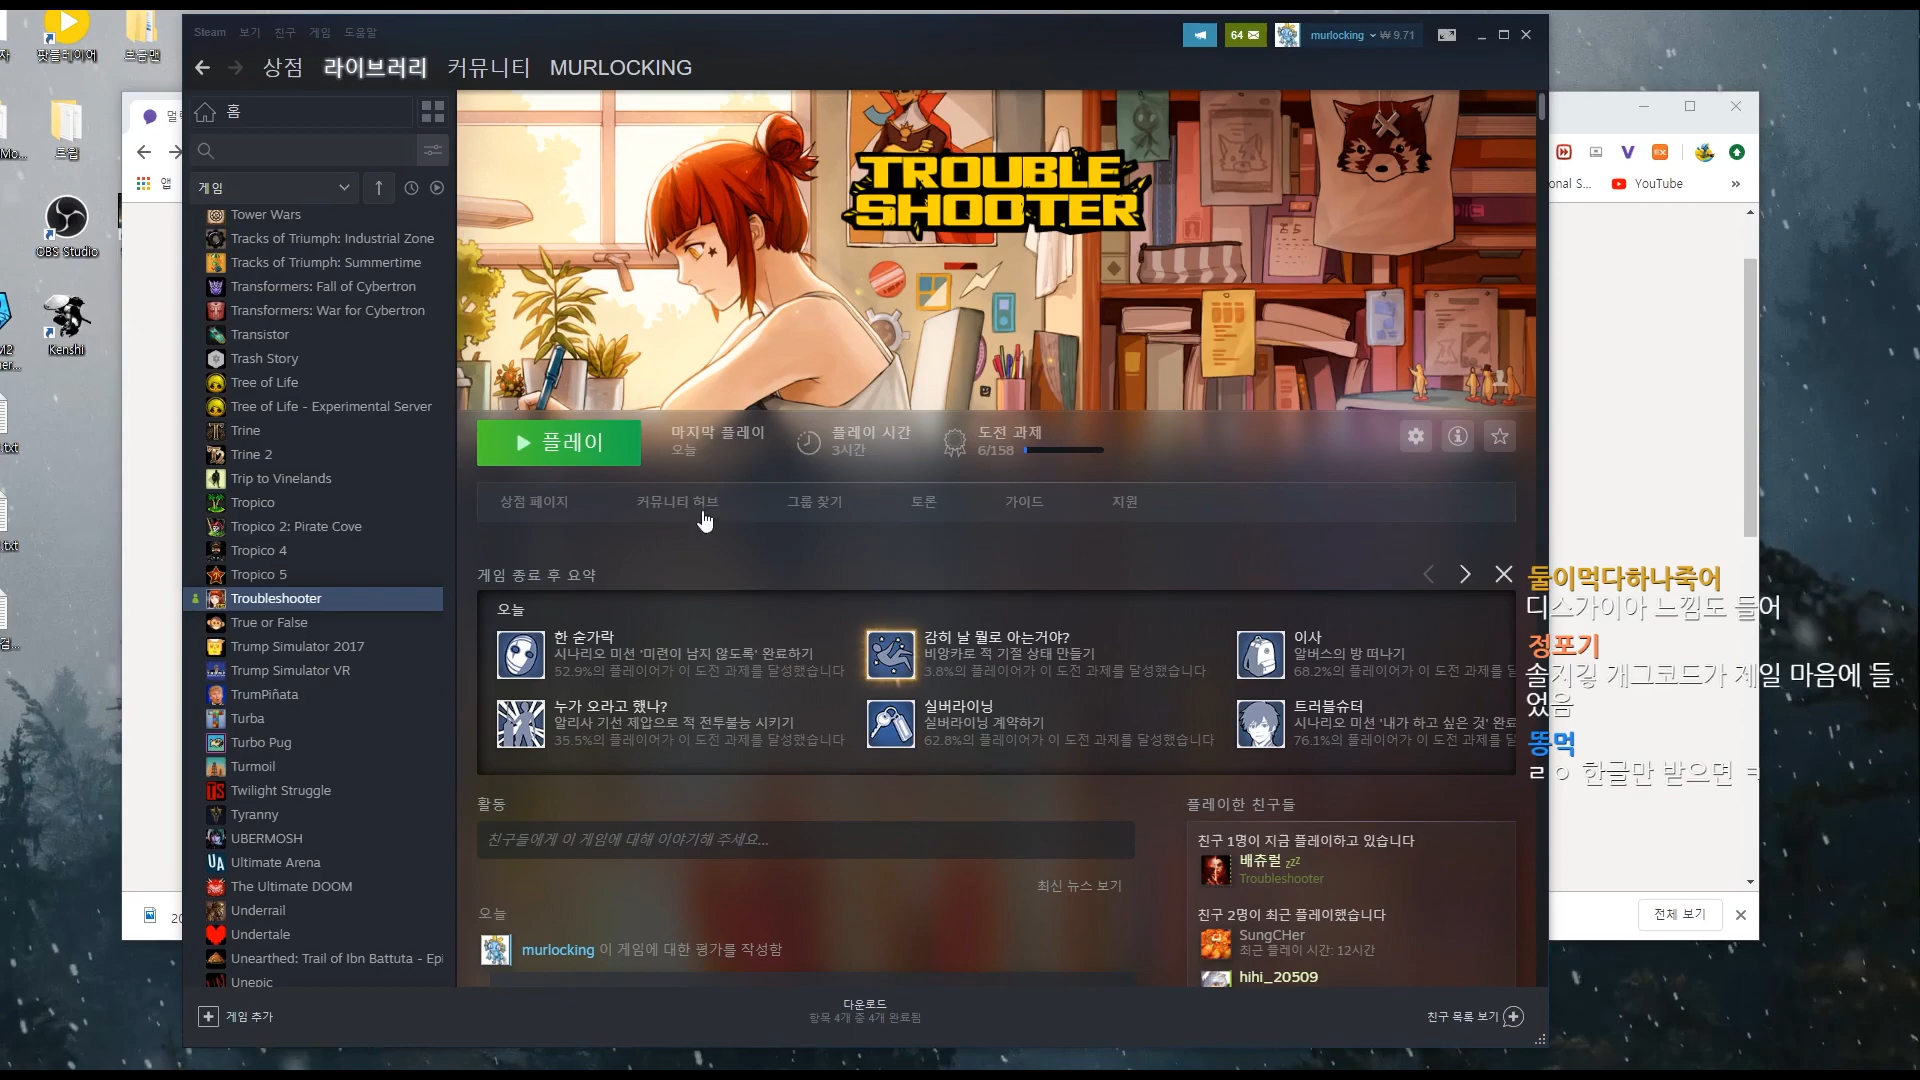 Steam 보기 친구 게임 도움말
64
murlocking ₩ 9.71
상점 라이브러리 커뮤니티 MURLOCKING
팟플레이어
트윕
OBS Studio
Kenshi
.txt
.txt
앱
YouTube
홈
게임
Tower Wars
Tracks of Triumph: Industrial Zone
Tracks of Triumph: Summertime
Transformers: Fall of Cybertron
Transformers: War for Cybertron
Transistor
Trash Story
Tree of Life
Tree of Life - Experimental Server
Trine
Trine 2
Trip to Vinelands
Tropico
Tropico 2: Pirate Cove
Tropico 4
Tropico 5
Troubleshooter
True or False
Trump Simulator 2017
Trump Simulator VR
TrumPiñata
Turba
Turbo Pug
Turmoil
Twilight Struggle
Tyranny
UBERMOSH
Ultimate Arena
The Ultimate DOOM
Underrail
Undertale
Unearthed: Trail of Ibn Battuta - Epi
Unepic
게임 추가
TROUBLE
SHOOTER
플레이
마지막 플레이
오늘
플레이 시간
3시간
도전 과제
6/158
상점 페이지 커뮤니티 허브 그룹 찾기 토론 가이드 지원
게임 종료 후 요약
오늘
한 숟가락
시나리오 미션 '미련이 남지 않도록' 완료하기
52.9%의 플레이어가 이 도전 과제를 달성했습니다
감히 날 뭘로 아는거야?
비앙카로 적 기절 상태 만들기
3.8%의 플레이어가 이 도전 과제를 달성했습니다
이사
알버스의 방 떠나기
68.2%의 플레이어가 이 도전 과제를 달
누가 오라고 했나?
알리사 기선 제압으로 적 전투불능 시키기
35.5%의 플레이어가 이 도전 과제를 달성했습니다
실버라이닝
실버라이닝 계약하기
62.8%의 플레이어가 이 도전 과제를 달성했습니다
트러블슈터
시나리오 미션 '내가 하고 싶은 것' 완료
76.1%의 플레이어가 이 도전 과제를
활동
친구들에게 이 게임에 대해 이야기해 주세요...
최신 뉴스 보기
오늘
murlocking 이 게임에 대한 평가를 작성함
플레이한 친구들
친구 1명이 지금 플레이하고 있습니다
배츄럴 zzz
Troubleshooter
친구 2명이 최근 플레이했습니다
SungCHer
최근 플레이 시간: 12시간
hihi_20509
다운로드
항목 4개 중 4개 완료됨
친구 목록 보기
둘이먹다하나죽어
디스가이아 느낌도 들어
정포기
솔직깋 개그코드가 제일 마음에 들
었음
똥먹
ㄹㅇ 한글만 받으면 ㅋ
전체 보기